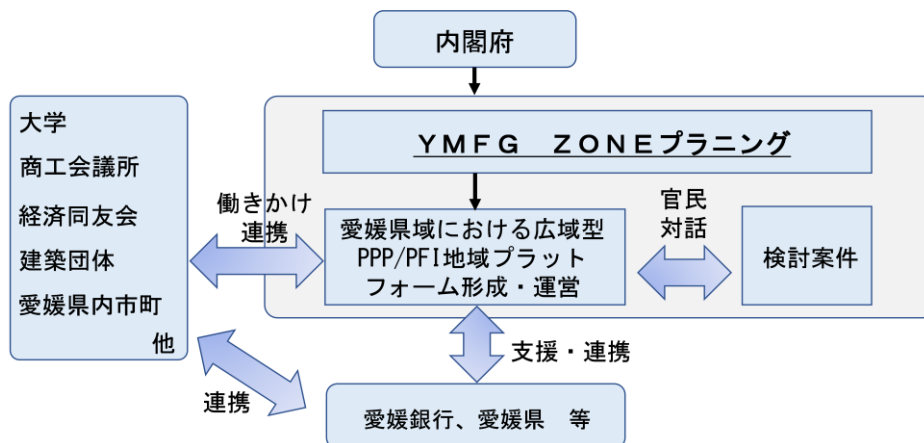 内閣府
大学
商工会議所
経済同友会
建築団体
愛媛県内市町
他
ＹＭＦＧ　ＺＯＮＥプラニング
働きかけ
連携
愛媛県域における広域型
PPP/PFI地域プラット
フォーム形成・運営
官民
対話
検討案件
支援・連携
連携
愛媛銀行、愛媛県　等